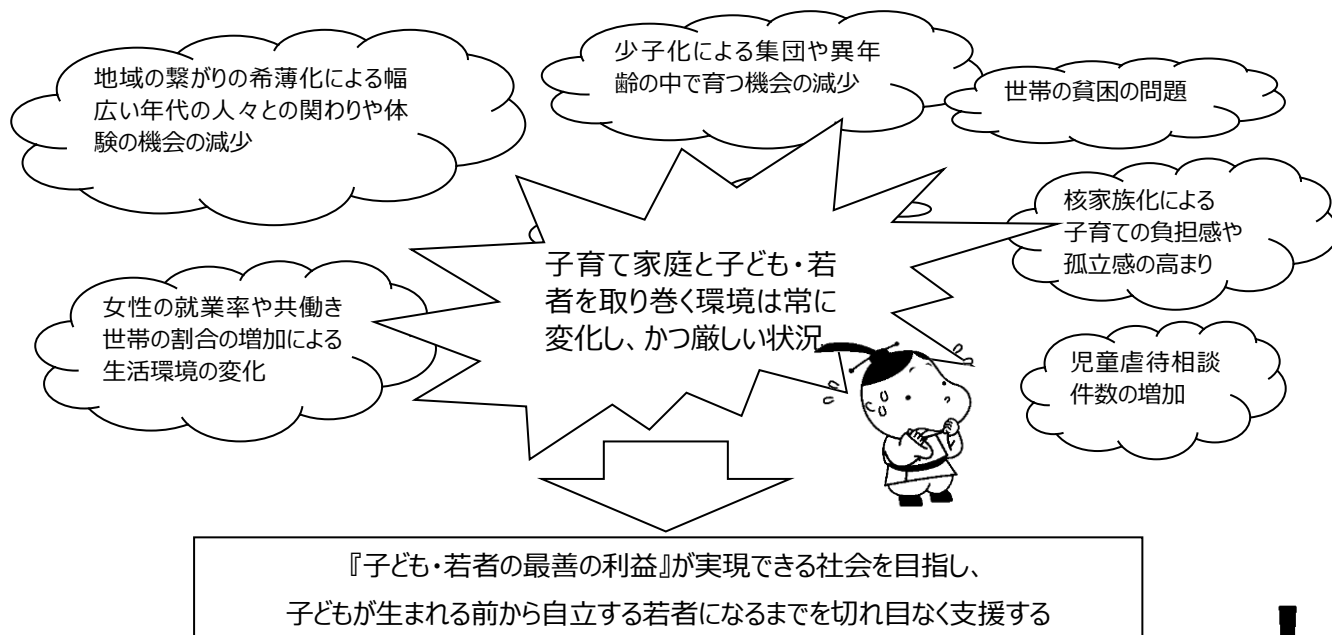 地域の繋がりの希薄化による幅
広い年代の人々との関わりや体
験の機会の減少
少子化による集団や異年
齢の中で育つ機会の減少
世帯の貧困の問題
核家族化による
子育ての負担感や
孤立感の高まり
女性の就業率や共働き
世帯の割合の増加による
生活環境の変化
子育て家庭と子ども・若
者を取り巻く環境は常に
変化し、かつ厳しい状況
児童虐待相談
件数の増加
『子ども・若者の最善の利益』が実現できる社会を目指し、
子どもが生まれる前から自立する若者になるまでを切れ目なく支援する